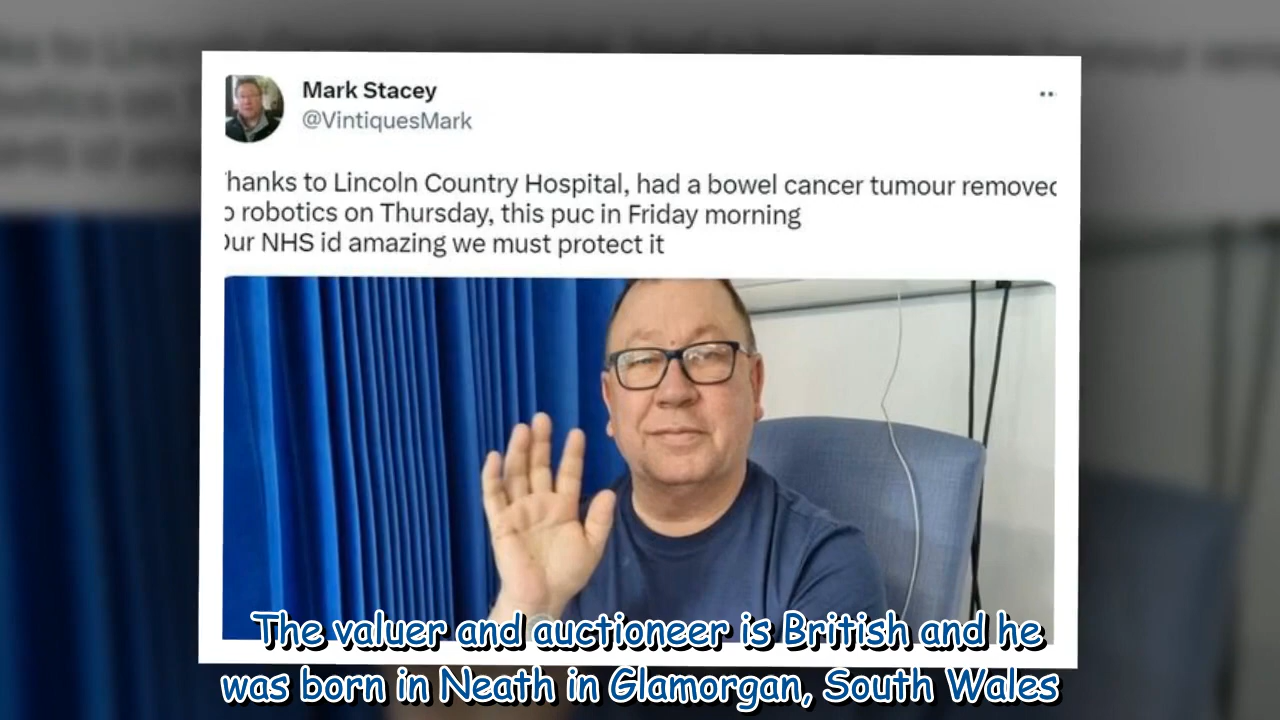 Mark Stacey
@VintiquesMark
hanks to Lincoln Country Hospital, had a bowel cancer tumour removed
o robotics on Thursday, this puc in Friday morning
Our NHS id amazing we must protect it
The valuer and auctioneer is British and he
was born in Neath in Glamorgan, South Wales